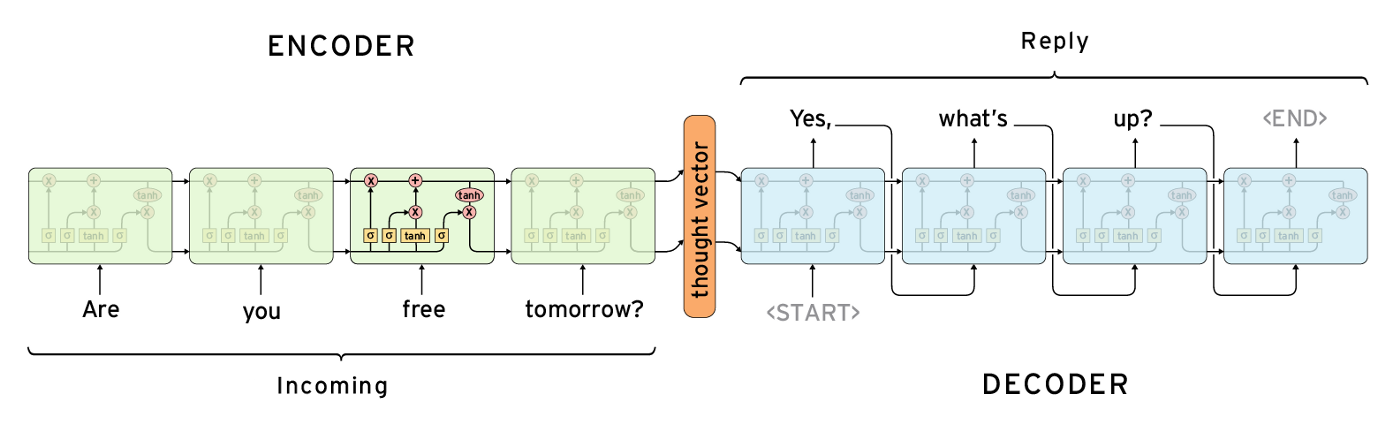 ENCODER
Reply
Yes, what's up? <END>
thought vector
x + tanh x σ σ tanh σ
x + tanh x σ σ tanh σ
x + tanh x σ σ tanh σ
x + tanh x σ σ tanh σ
x + tanh x σ σ tanh σ
x + tanh x σ σ tanh σ
x + tanh x σ σ tanh σ
x + tanh x σ σ tanh σ
Are you free tomorrow?
<START>
Incoming
DECODER